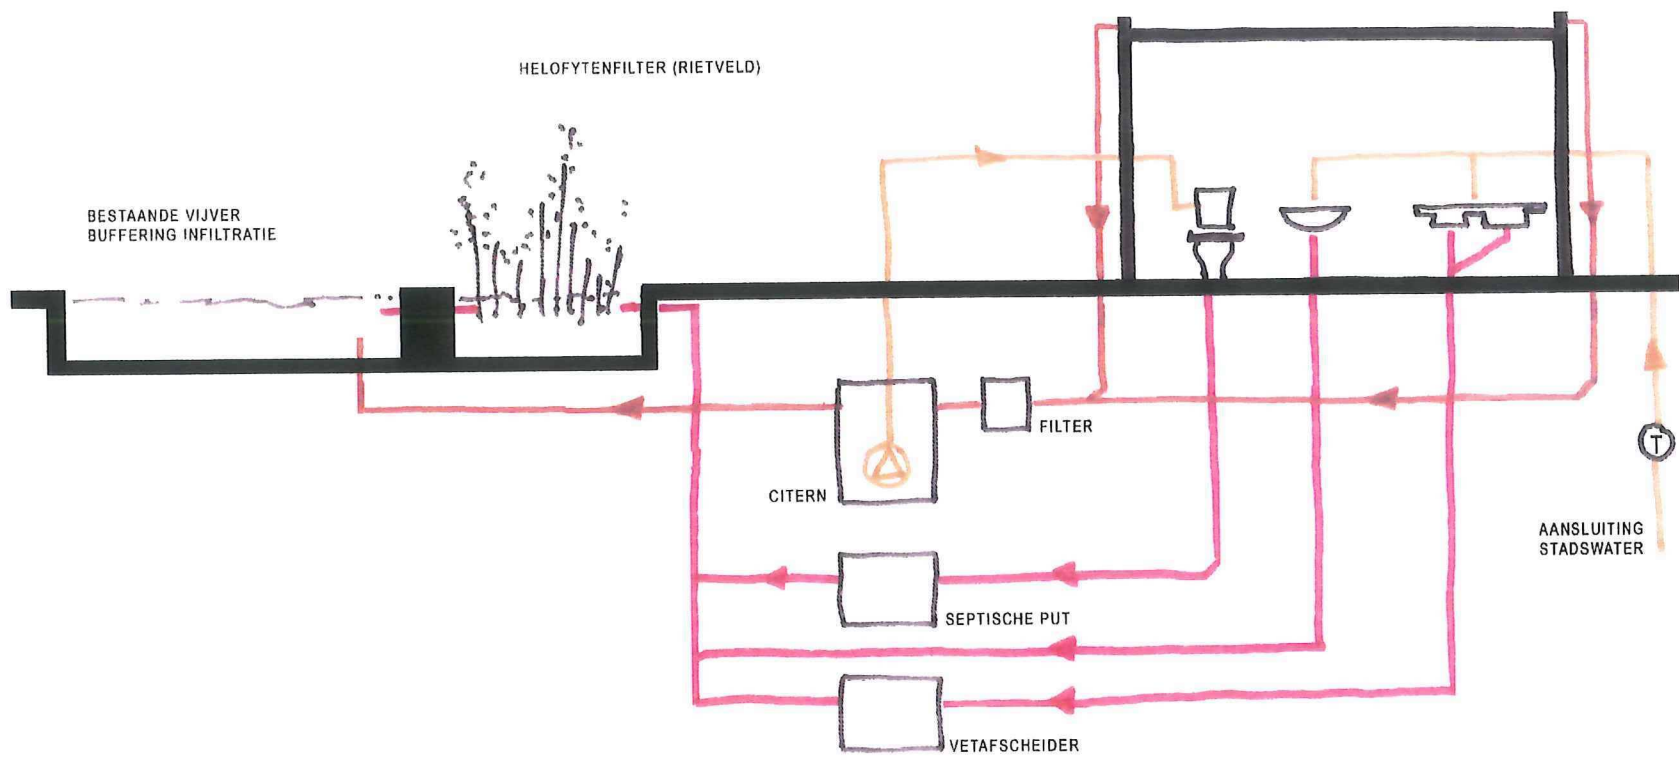 HELOFYTENFILTER (RIETVELD)
BESTAANDE VIJVER
BUFFERING INFILTRATIE
FILTER
CITERN
T
AANSLUITING
STADSWATER
SEPTISCHE PUT
VETAFSCHEIDER